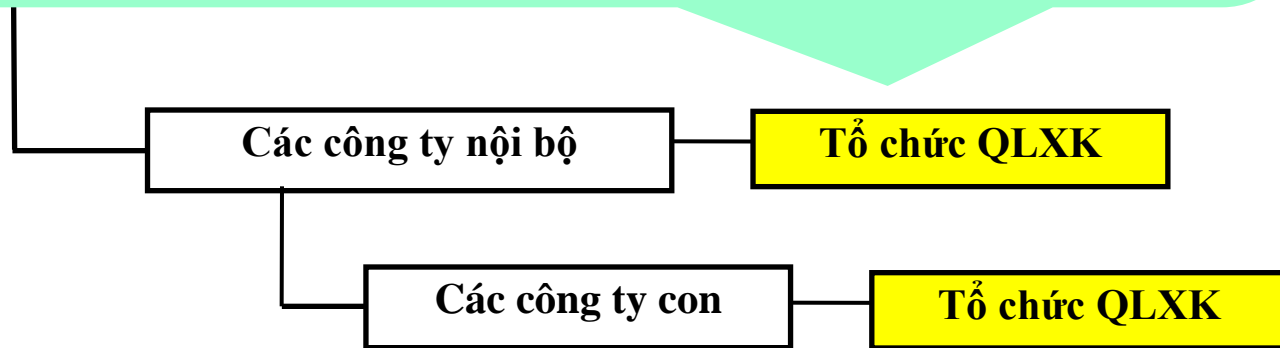 Các công ty nội bộ
Tổ chức QLXK
Các công ty con
Tổ chức QLXK